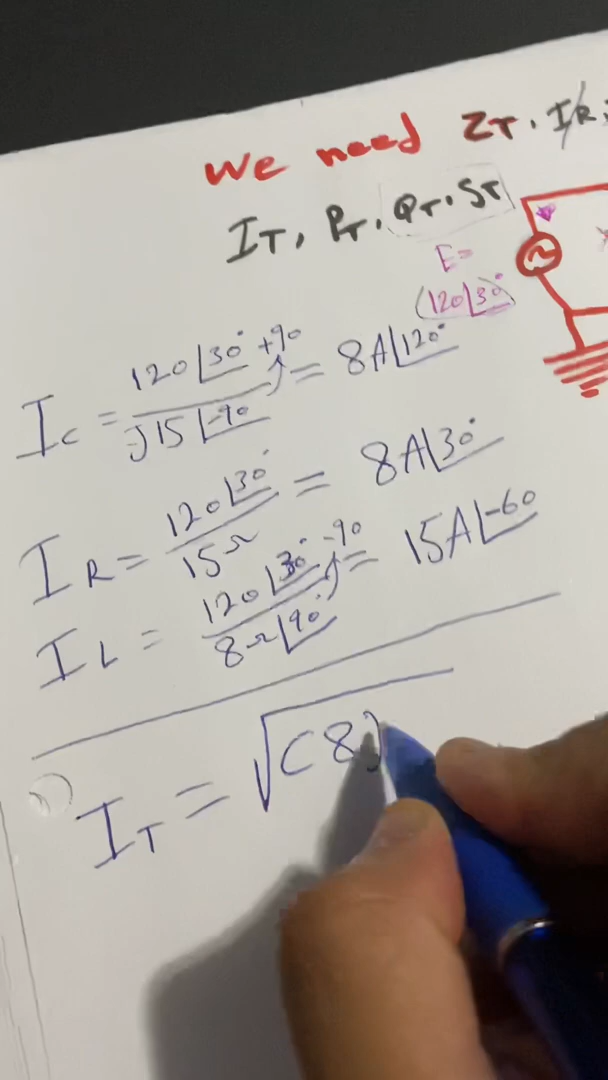 We need ZT, IR,
IT, PT, QT, ST
E=
(120∠30°)
IC = 120∠30° +90 / j15∠-90 = 8A∠120°
IR = 120∠30° / 15Ω = 8A∠30°
IL = 120∠30° -90 / 8Ω∠90° = 15A∠-60
IT = √(8)